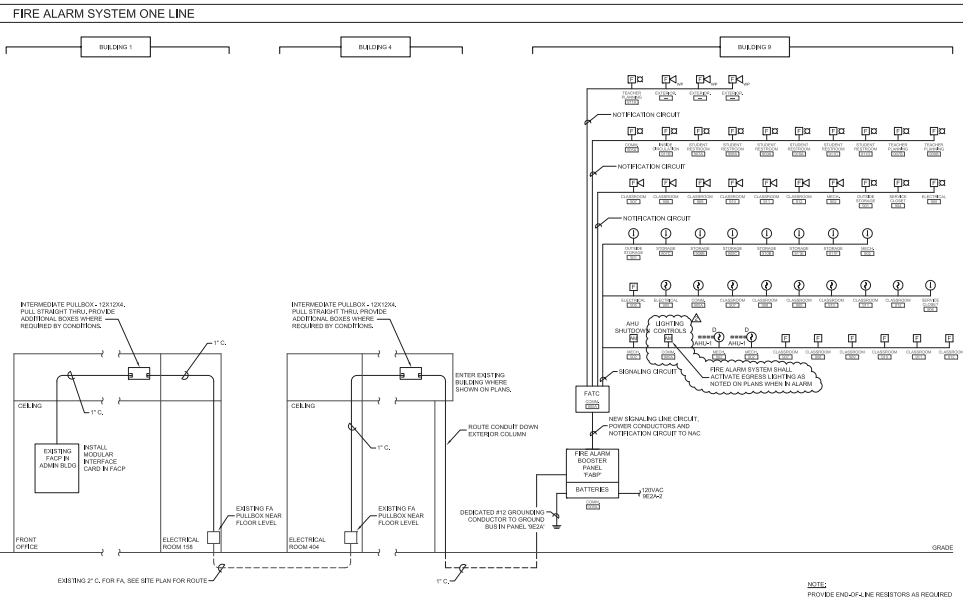 FIRE ALARM SYSTEM ONE LINE
BUILDING 1
BUILDING 4
BUILDING 9
TEACHER PLANNING
EXTERIOR
EXTERIOR
EXTERIOR
WP
WP
WP
NOTIFICATION CIRCUIT
COMM.
INSIDE CIRCULATION
STUDENT RESTROOM
STUDENT RESTROOM
STUDENT RESTROOM
STUDENT RESTROOM
STUDENT RESTROOM
TEACHER PLANNING
TEACHER PLANNING
NOTIFICATION CIRCUIT
CLASSROOM
CLASSROOM
CLASSROOM
CLASSROOM
CLASSROOM
CLASSROOM
MECH.
OUTSIDE STORAGE
SERVICE CLOSET
ELECTRICAL
NOTIFICATION CIRCUIT
OUTSIDE STORAGE
STORAGE
STORAGE
STORAGE
STORAGE
STORAGE
STORAGE
MECH.
ELECTRICAL
ELECTRICAL
COMM.
CLASSROOM
CLASSROOM
CLASSROOM
CLASSROOM
CLASSROOM
CLASSROOM
SERVICE CLOSET
AHU SHUTDOWN
LIGHTING CONTROLS
D
D
AHU-1
AHU-1
MECH.
COMM.
MECH.
MECH.
CLASSROOM
CLASSROOM
CLASSROOM
CLASSROOM
CLASSROOM
CLASSROOM
SIGNALING CIRCUIT
FIRE ALARM SYSTEM SHALL
ACTIVATE EGRESS LIGHTING AS
NOTED ON PLANS WHEN IN ALARM
FATC
COMM.
NEW SIGNALING LINE CIRCUIT,
POWER CONDUCTORS AND
NOTIFICATION CIRCUIT TO NAC
FIRE ALARM
BOOSTER
PANEL
'FABP'
BATTERIES
COMM.
120VAC
9E2A-2
DEDICATED #12 GROUNDING
CONDUCTOR TO GROUND
BUS IN PANEL '9E2A'
INTERMEDIATE PULLBOX - 12X12X4.
PULL STRAIGHT THRU. PROVIDE
ADDITIONAL BOXES WHERE
REQUIRED BY CONDITIONS.
1" C.
CEILING
1" C.
EXISTING
FACP IN
ADMIN BLDG
INSTALL
MODULAR
INTERFACE
CARD IN FACP
EXISTING FA
PULLBOX NEAR
FLOOR LEVEL
FRONT
OFFICE
ELECTRICAL
ROOM 158
INTERMEDIATE PULLBOX - 12X12X4.
PULL STRAIGHT THRU. PROVIDE
ADDITIONAL BOXES WHERE
REQUIRED BY CONDITIONS.
ENTER EXISTING
BUILDING WHERE
SHOWN ON PLANS.
CEILING
1" C.
ROUTE CONDUIT DOWN
EXTERIOR COLUMN
EXISTING FA
PULLBOX NEAR
FLOOR LEVEL
ELECTRICAL
ROOM 404
GRADE
EXISTING 2" C. FOR FA, SEE SITE PLAN FOR ROUTE
1" C.
NOTE:
PROVIDE END-OF-LINE RESISTORS AS REQUIRED